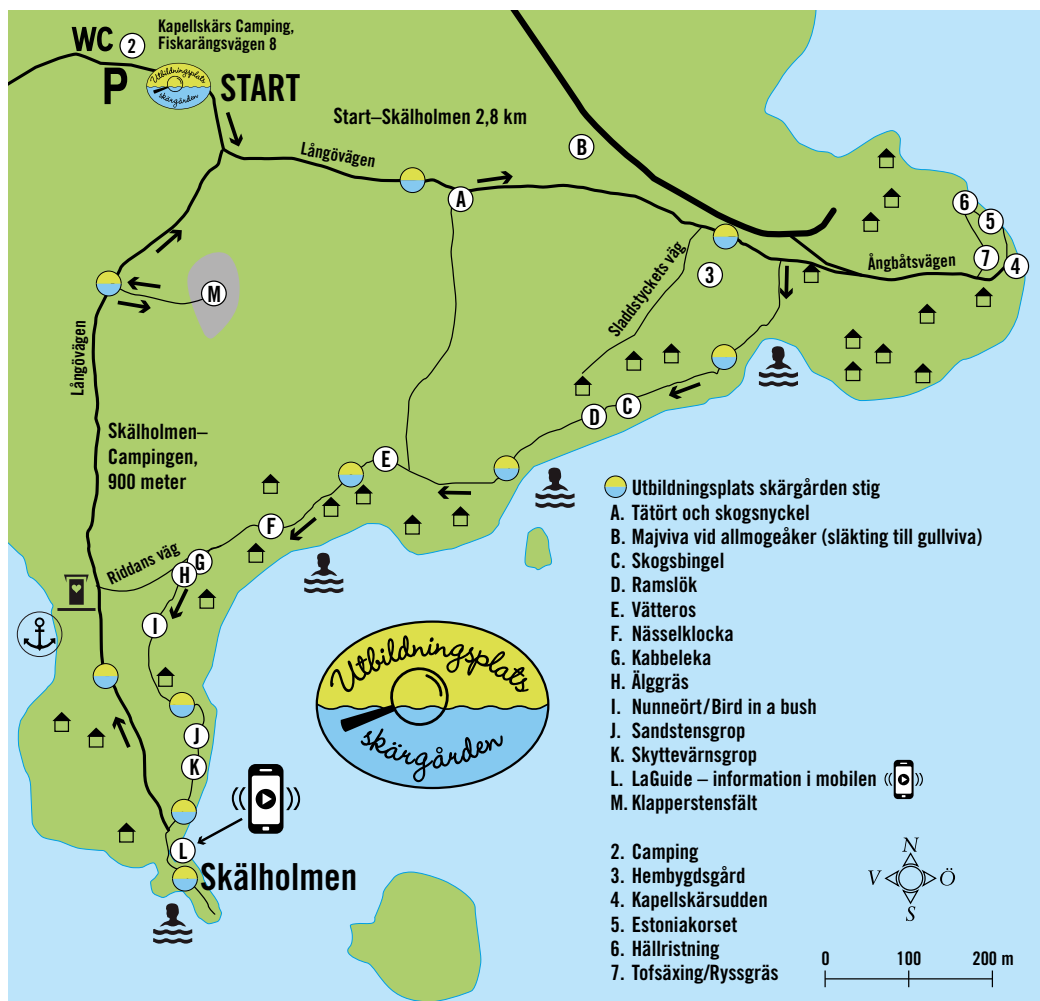 WC
2
Kapellskärs Camping,
Fiskarängsvägen 8
P
Utbildningsplats
skärgården
START
Start–Skälholmen 2,8 km
Långövägen
A
B
Sladdstyckets väg
3
Ångbåtsvägen
6
5
7
4
M
Långövägen
Skälholmen–
Campingen,
900 meter
D
C
E
F
Riddans väg
G
H
I
J
K
L
Skälholmen
Utbildningsplats
skärgården
Utbildningsplats skärgården stig
A. Tätört och skogsnyckel
B. Majviva vid allmogeåker (släkting till gullviva)
C. Skogsbingel
D. Ramslök
E. Vätteros
F. Nässelklocka
G. Kabbeleka
H. Älggräs
I. Nunneört/Bird in a bush
J. Sandstensgrop
K. Skyttevärnsgrop
L. LaGuide – information i mobilen
M. Klapperstensfält
2. Camping
3. Hembygdsgård
4. Kapellskärsudden
5. Estoniakorset
6. Hällristning
7. Tofsäxing/Ryssgräs
N
V Ö
S
0 100 200 m